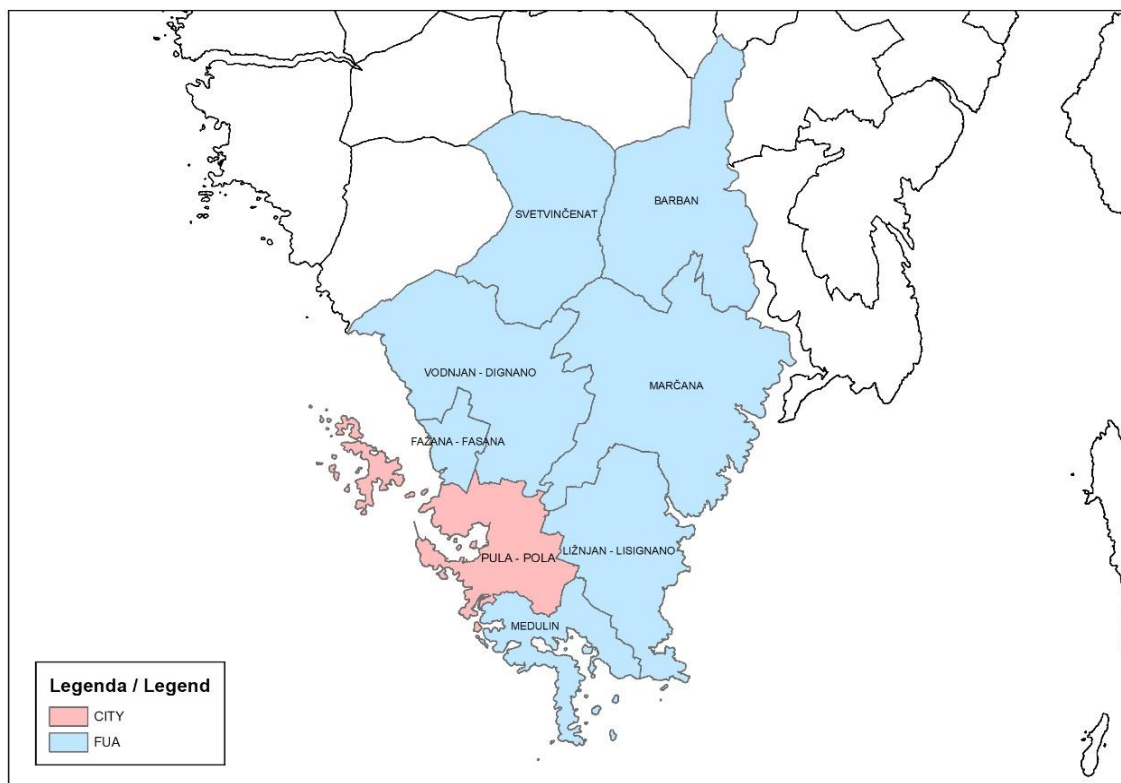 SVETVINČENAT
BARBAN
VODNJAN - DIGNANO
MARČANA
FAŽANA - FASANA
PULA - POLA
LIŽNJAN - LISIGNANO
MEDULIN
Legenda / Legend
CITY
FUA